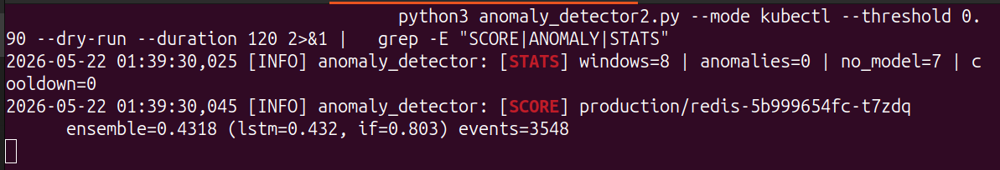 python3 anomaly_detector2.py --mode kubectl --threshold 0.
90 --dry-run --duration 120 2>&1 |   grep -E "SCORE|ANOMALY|STATS"
2026-05-22 01:39:30,025 [INFO] anomaly_detector: [STATS] windows=8 | anomalies=0 | no_model=7 | c
ooldown=0
2026-05-22 01:39:30,045 [INFO] anomaly_detector: [SCORE] production/redis-5b999654fc-t7zdq
ensemble=0.4318 (lstm=0.432, if=0.803) events=3548